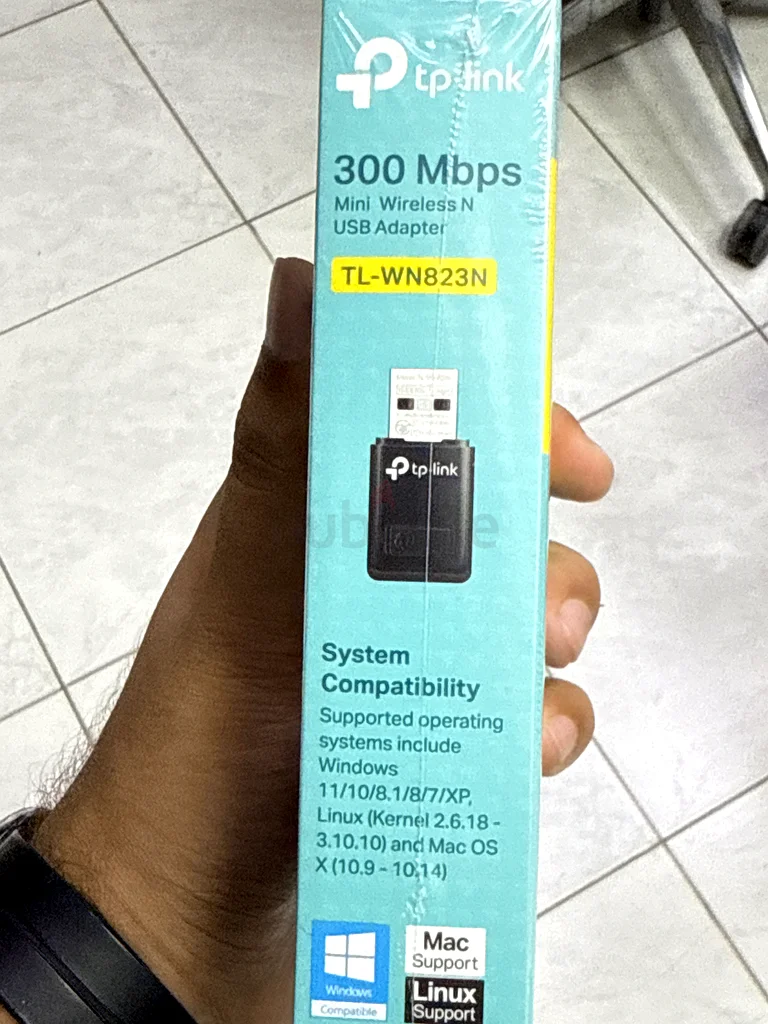 tp-link
300 Mbps
Mini Wireless N
USB Adapter
TL-WN823N
tp-link
System
Compatibility
Supported operating
systems include
Windows
11/10/8.1/8/7/XP,
Linux (Kernel 2.6.18 -
3.10.10) and Mac OS
X (10.9 - 10.14)
Windows
Compatible
Mac
Support
Linux
Support